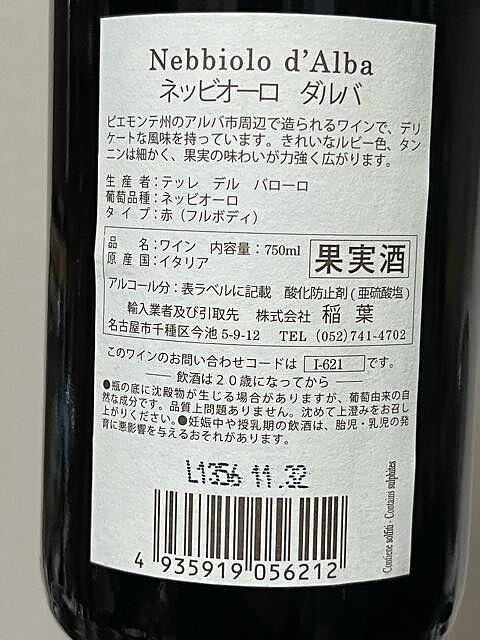 Nebbiolo d'Alba
ネッビオーロ ダルバ
ピエモンテ州のアルバ市周辺で造られるワインで、デリ
ケートな風味を持っています。きれいなルビー色、タン
ニンは細かく、果実の味わいが力強く広がります。
生産者：テッレ デル バローロ
葡萄品種：ネッビオーロ
タイプ：赤（フルボディ）
品名：ワイン 内容量：750ml
原産国：イタリア
果実酒
アルコール分：表ラベルに記載 酸化防止剤(亜硫酸塩)
輸入業者及び引取先 株式会社 稲葉
名古屋市千種区今池5-9-12 TEL (052)741-4702
このワインのお問い合わせコードは I-621 です。
飲酒は２０歳になってから
●瓶の底に沈殿物が生じる場合がありますが、葡萄由来の自
然な成分です。品質上問題ありません。沈めて上澄みをお召し
上がりください。●妊娠中や授乳期の飲酒は、胎児・乳児の発
育に悪影響を与えるおそれがあります。
L1356 11.32
4 935919 056212
Contiene solfiti - Contains sulphites